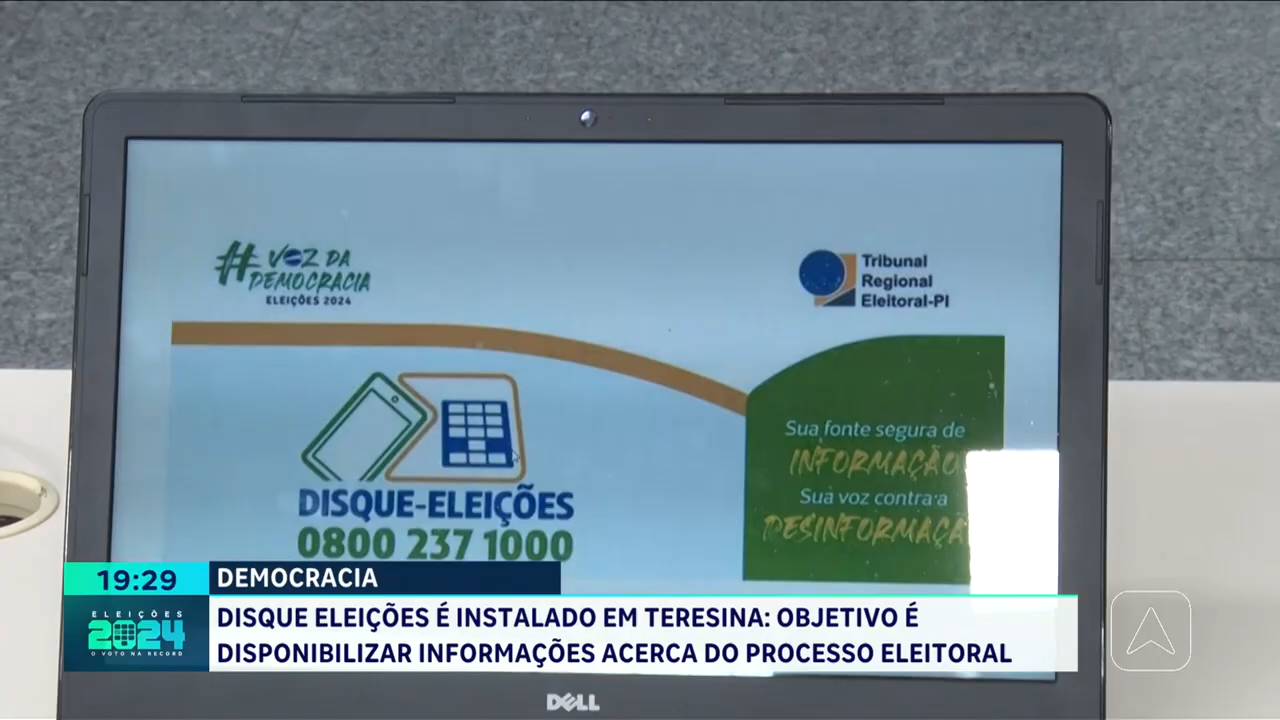 # VOZ DA
DEMOCRACIA
ELEIÇÕES 2024
Tribunal
Regional
Eleitoral-PI
Sua fonte segura de
INFORMAÇÃO
Sua voz contra a
DISQUE-ELEIÇÕES
0800 237 1000
19:29
DEMOCRACIA
ELEIÇÕES
2024
O VOTO NA RECORD
DISQUE ELEIÇÕES É INSTALADO EM TERESINA: OBJETIVO É
DISPONIBILIZAR INFORMAÇÕES ACERCA DO PROCESSO ELEITORAL
DELL